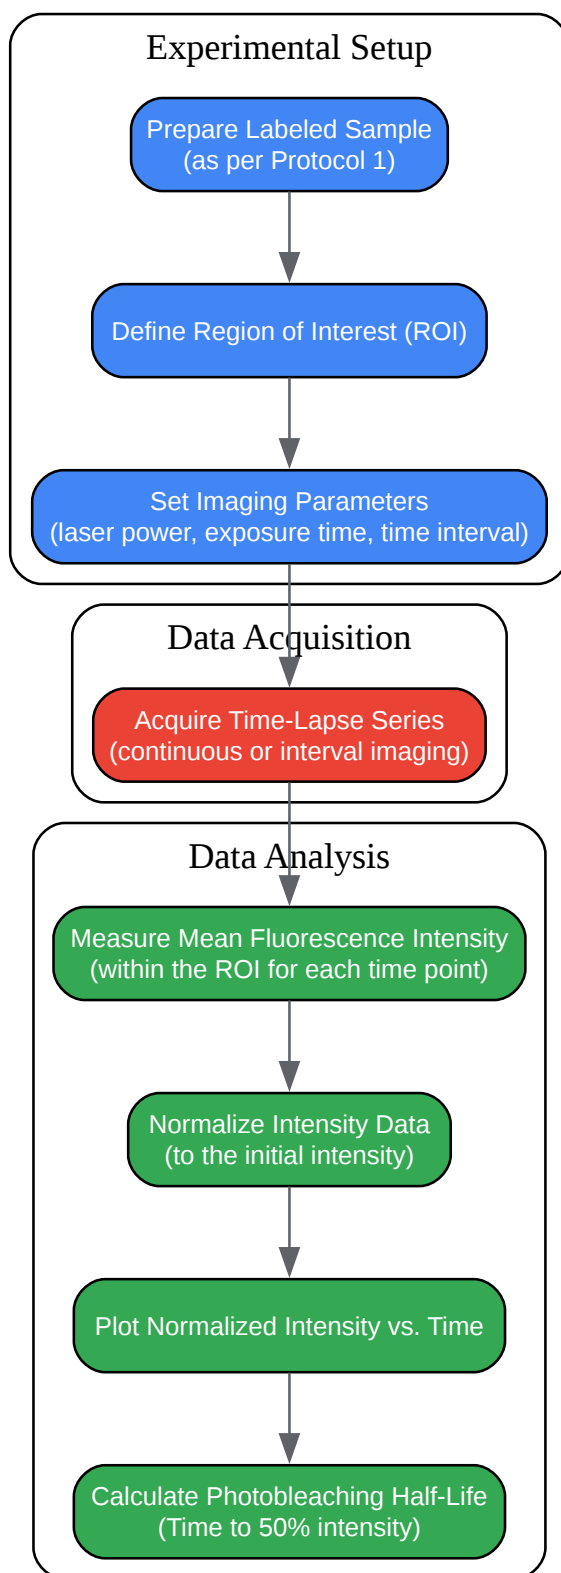 Experimental Setup
Prepare Labeled Sample
(as per Protocol 1)
Define Region of Interest (ROI)
Set Imaging Parameters
(laser power, exposure time, time interval)
Data Acquisition
Acquire Time-Lapse Series
(continuous or interval imaging)
Data Analysis
Measure Mean Fluorescence Intensity
(within the ROI for each time point)
Normalize Intensity Data
(to the initial intensity)
Plot Normalized Intensity vs. Time
Calculate Photobleaching Half-Life
(Time to 50% intensity)